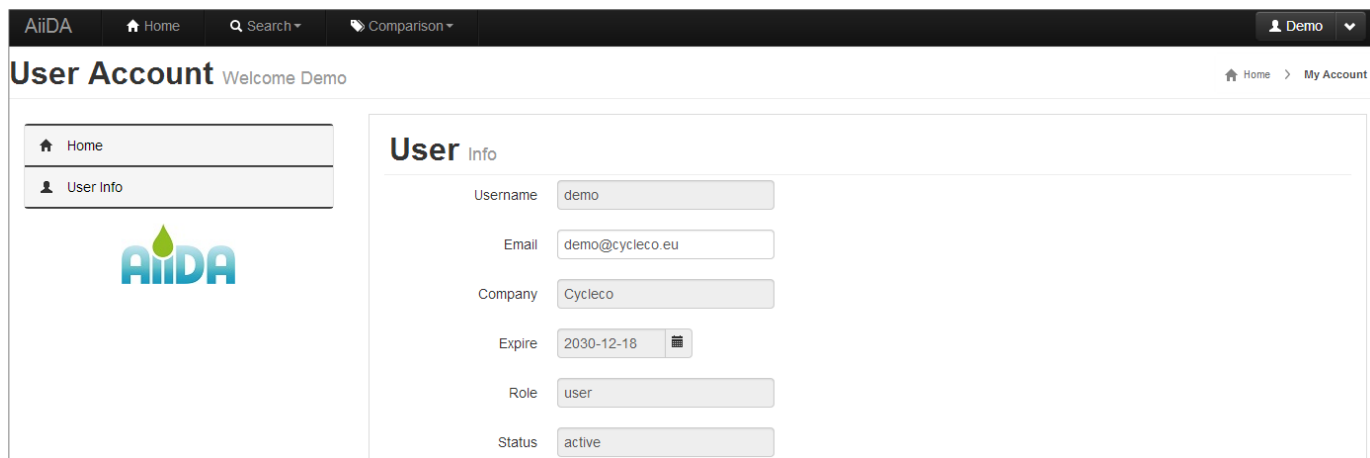 AiiDA Home Search Comparison Demo
User Account Welcome Demo
Home > My Account
Home
User Info
AiiDA
User Info
Username demo
Email demo@cycleco.eu
Company Cycleco
Expire 2030-12-18
Role user
Status active